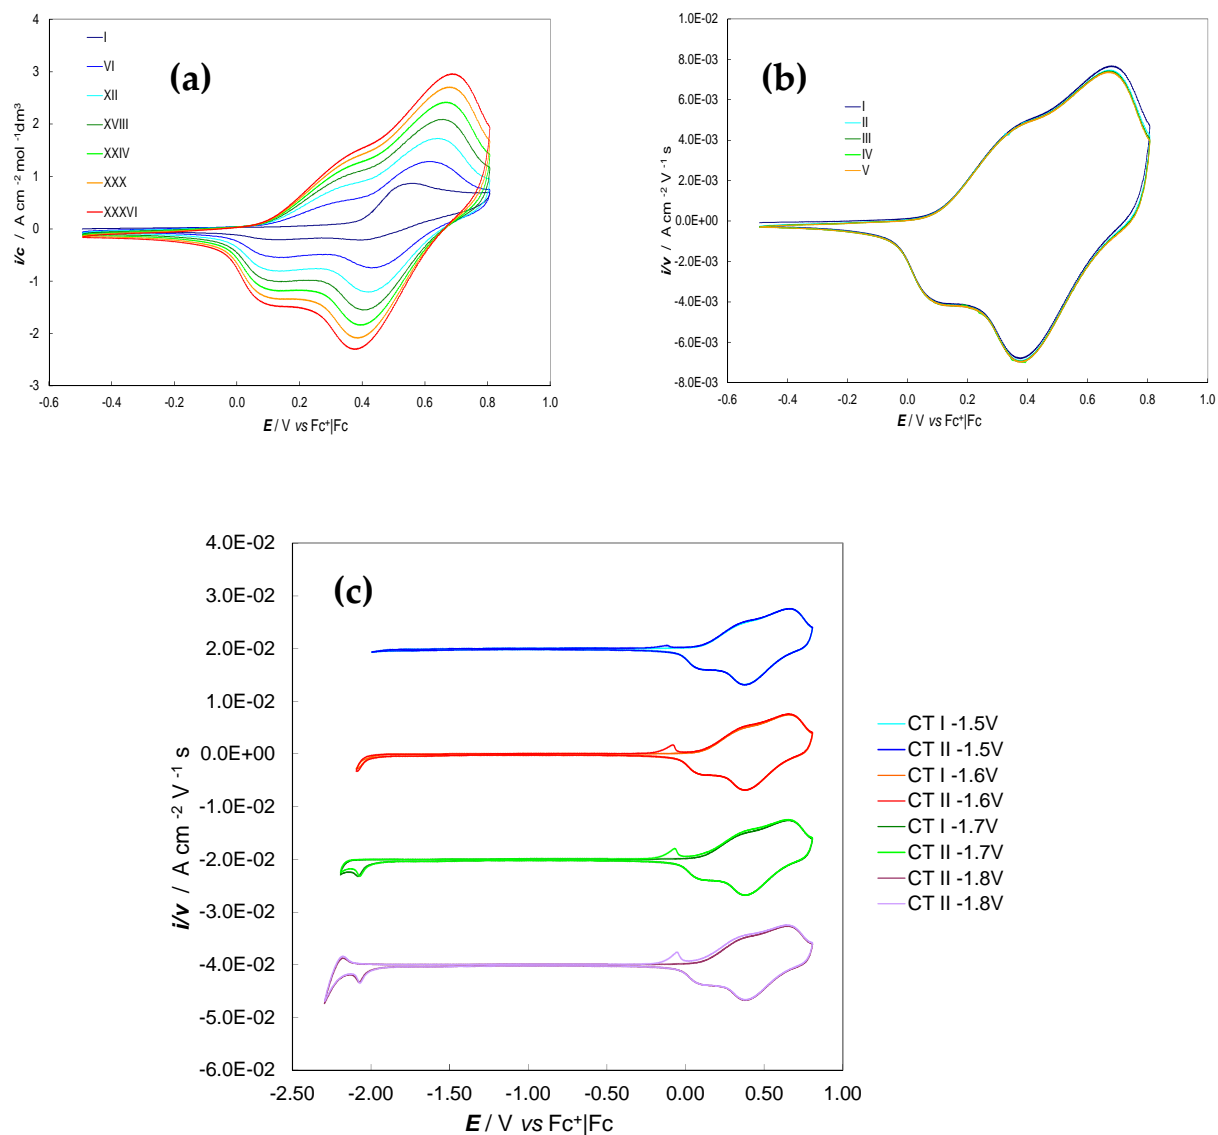 (a)
4
3
2
1
0
-1
-2
-3
I
VI
XII
XVIII
XXIV
XXX
XXXVI
i/c / A cm -2 mol -1dm3
-0.6 -0.4 -0.2 0.0 0.2 0.4 0.6 0.8 1.0
E / V vs Fc+|Fc
(b)
1.0E-02
8.0E-03
6.0E-03
4.0E-03
2.0E-03
0.0E+00
-2.0E-03
-4.0E-03
-6.0E-03
-8.0E-03
I
II
III
IV
V
i/v / A cm -2 V -1 s
-0.6 -0.4 -0.2 0.0 0.2 0.4 0.6 0.8 1.0
E / V vs Fc+|Fc
(c)
4.0E-02
3.0E-02
2.0E-02
1.0E-02
0.0E+00
-1.0E-02
-2.0E-02
-3.0E-02
-4.0E-02
-5.0E-02
-6.0E-02
i/v / A cm -2 V -1 s
-2.50 -2.00 -1.50 -1.00 -0.50 0.00 0.50 1.00
E / V vs Fc+|Fc
CT I -1.5V
CT II -1.5V
CT I -1.6V
CT II -1.6V
CT I -1.7V
CT II -1.7V
CT II -1.8V
CT II -1.8V